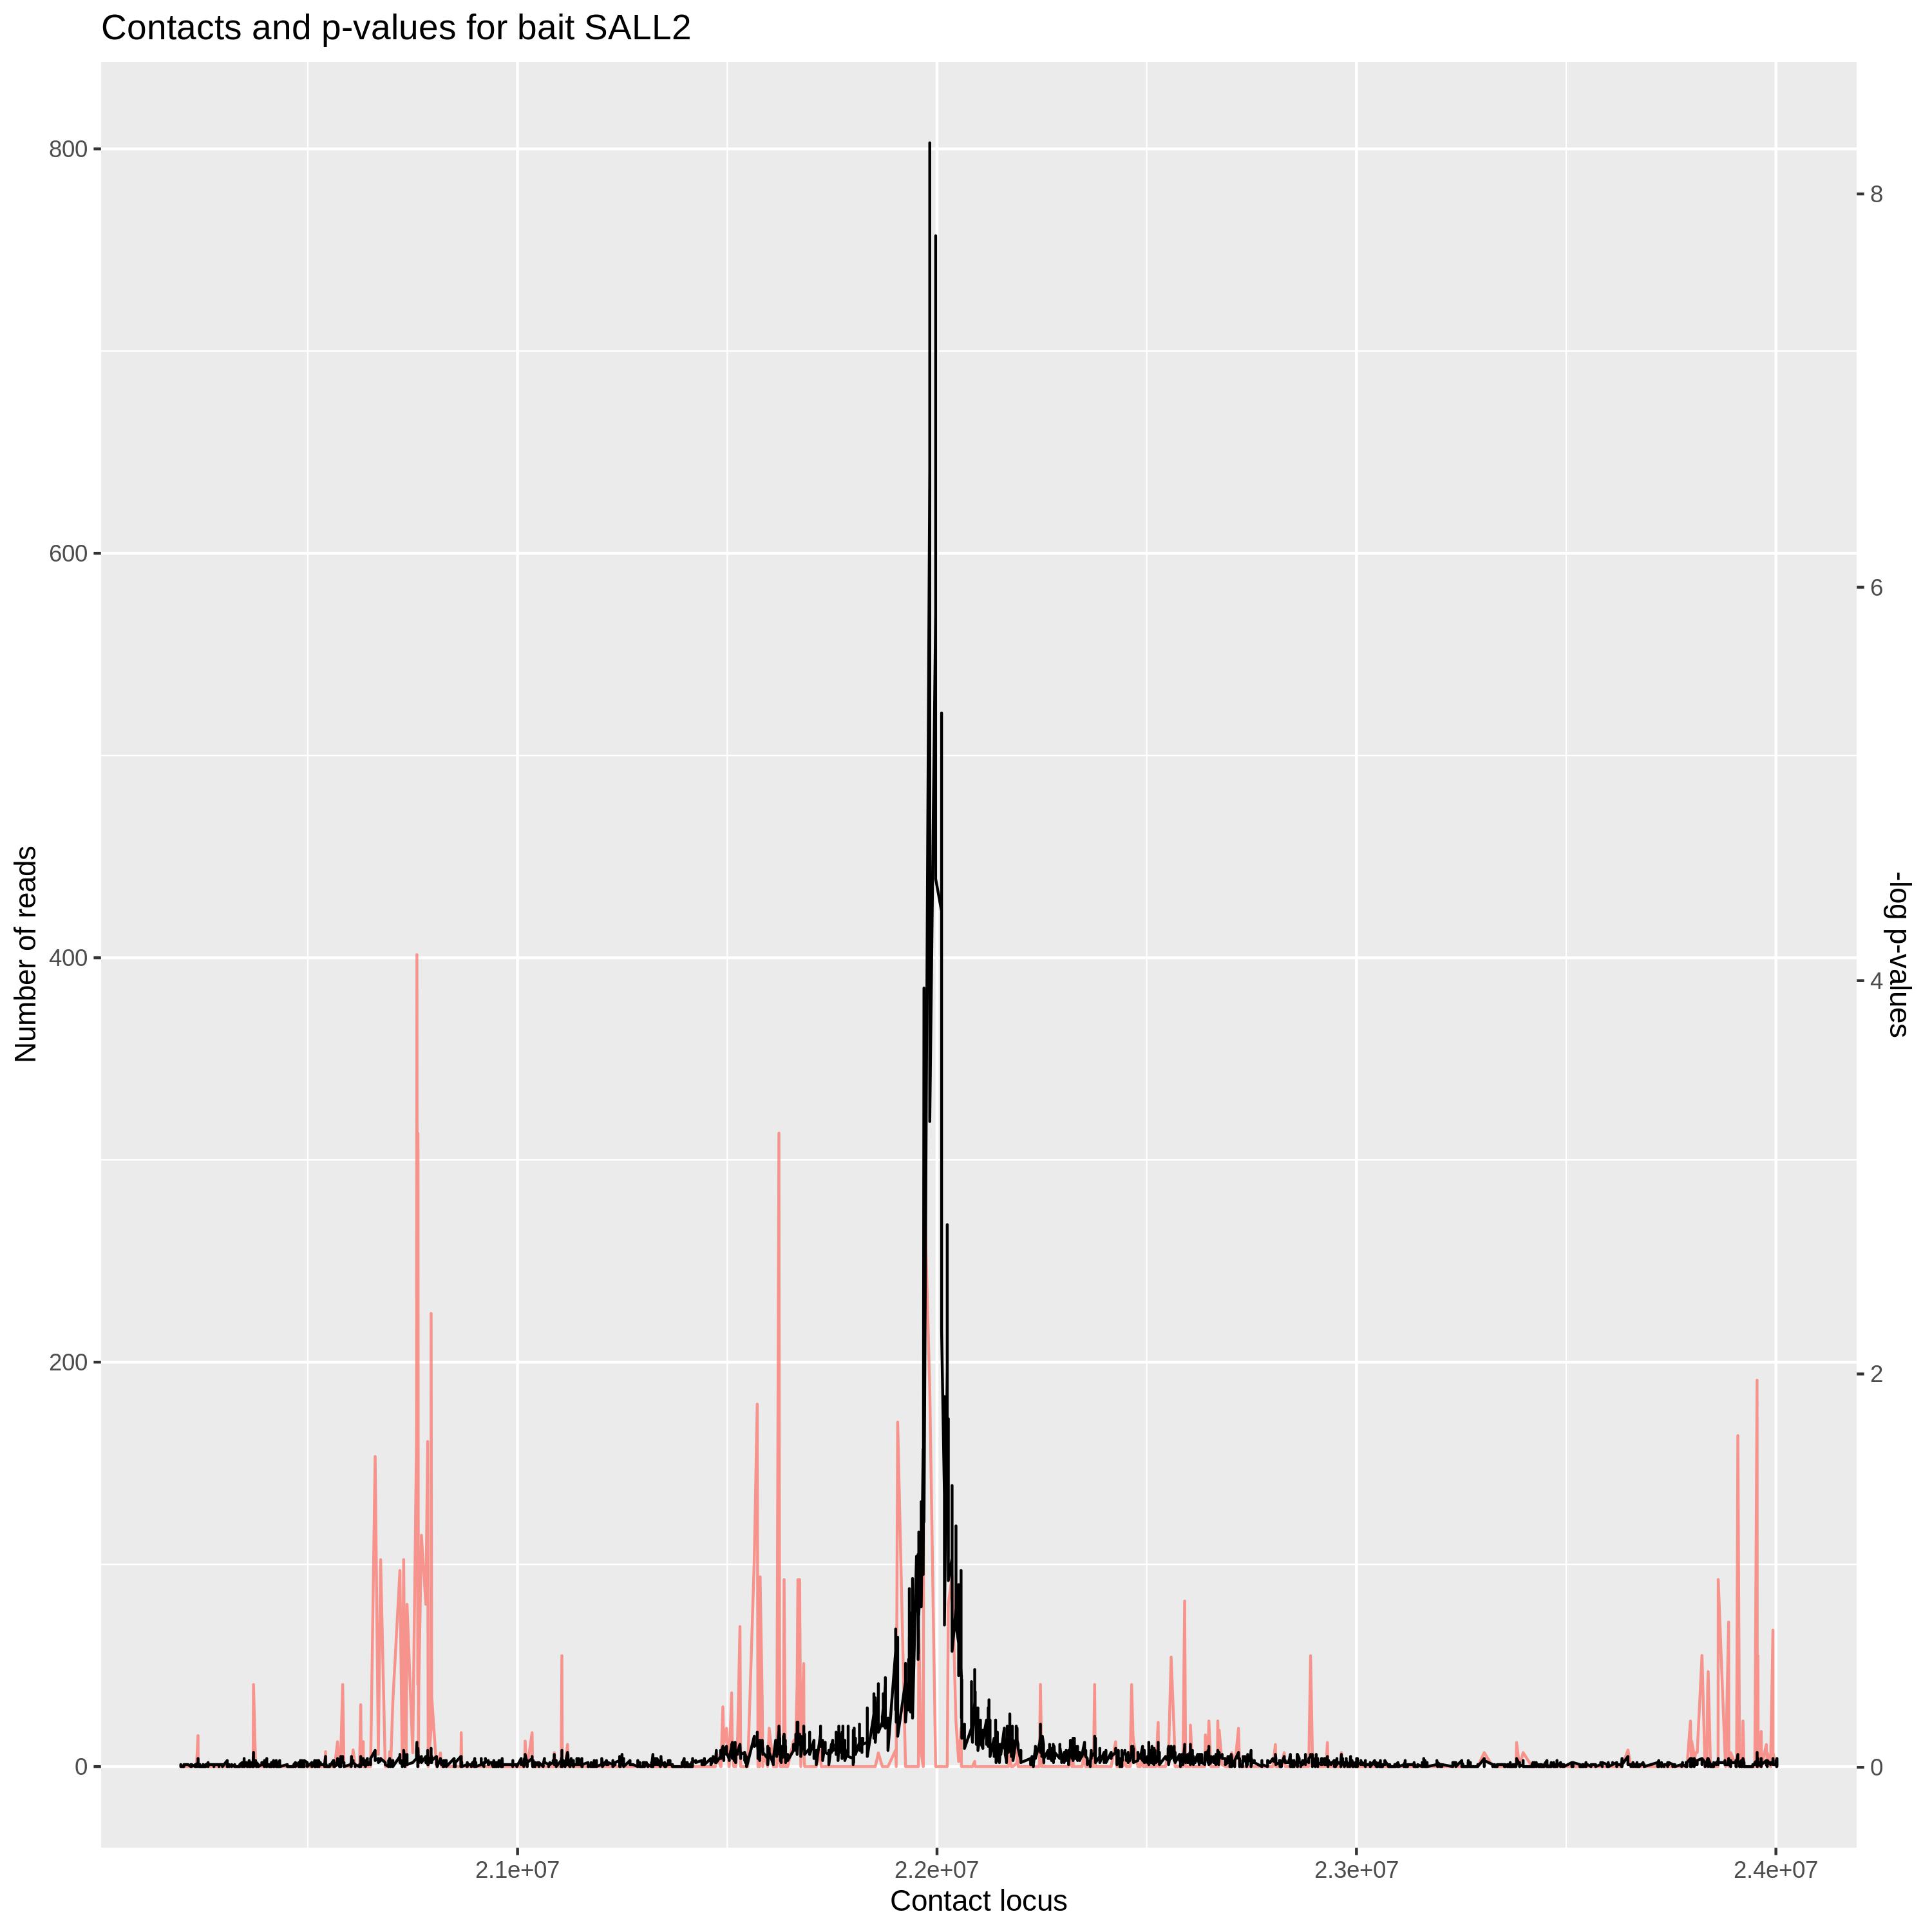 Contacts and p-values for bait SALL2
800
600
400
200
0
Number of reads
8
6
4
2
0
-log p-values
2.1e+07
2.2e+07
2.3e+07
2.4e+07
Contact locus